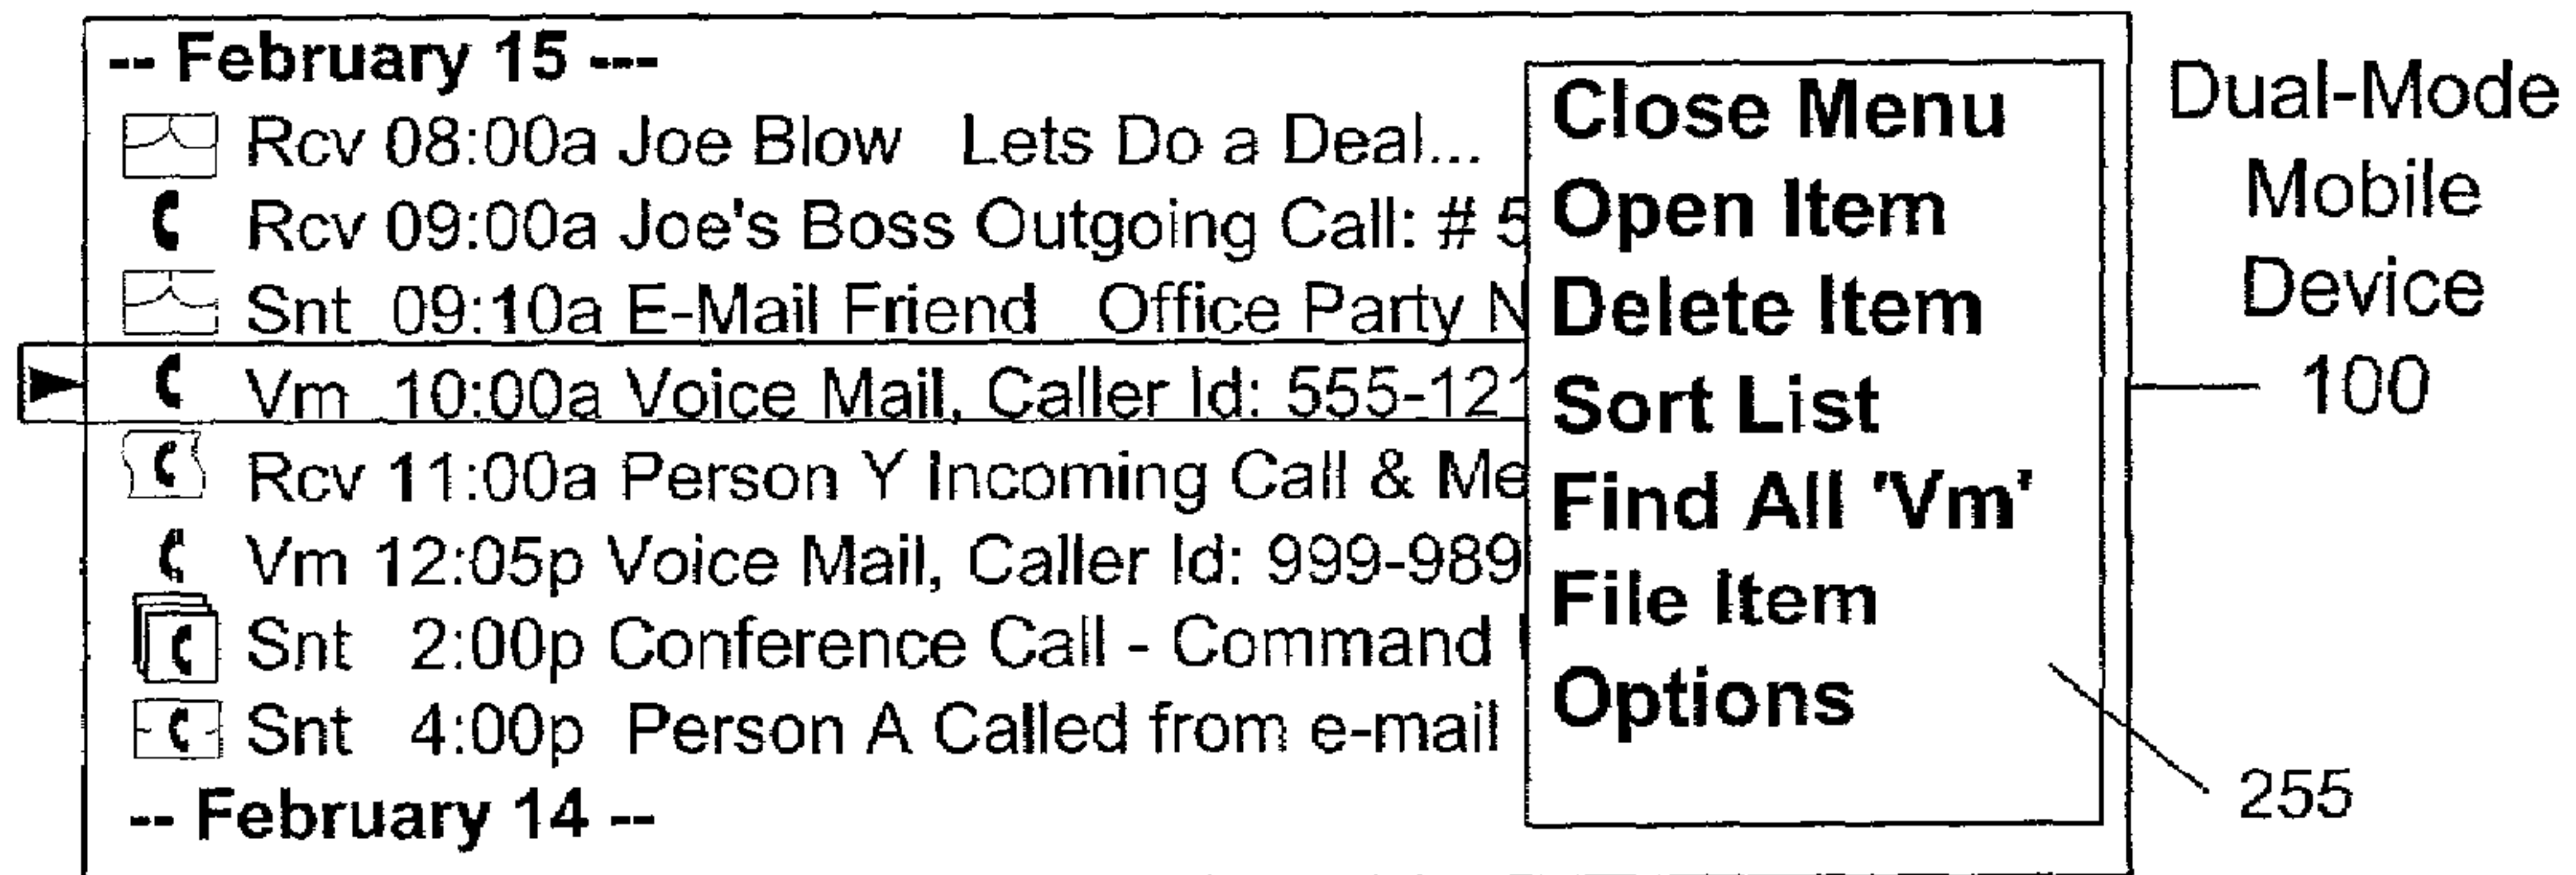 -- February 15 ---
Rcv 08:00a Joe Blow Lets Do a Deal...
Rcv 09:00a Joe's Boss Outgoing Call: # 5
Snt 09:10a E-Mail Friend Office Party N
Vm 10:00a Voice Mail, Caller Id: 555-121
Rcv 11:00a Person Y Incoming Call & Me
Vm 12:05p Voice Mail, Caller Id: 999-989
Snt 2:00p Conference Call - Command
Snt 4:00p Person A Called from e-mail
-- February 14 --
Close Menu
Open Item
Delete Item
Sort List
Find All 'Vm'
File Item
Options
Dual-Mode
Mobile
Device
100
255